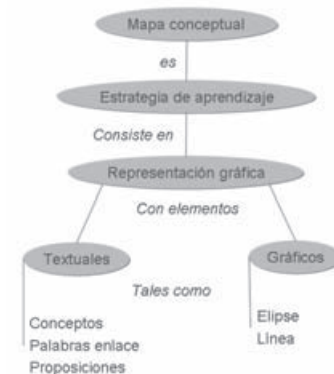 Mapa conceptual
es
Estrategia de aprendizaje
Consiste en
Representación gráfica
Con elementos
Textuales
Gráficos
Tales como
Conceptos
Palabras enlace
Proposiciones
Elipse
Línea